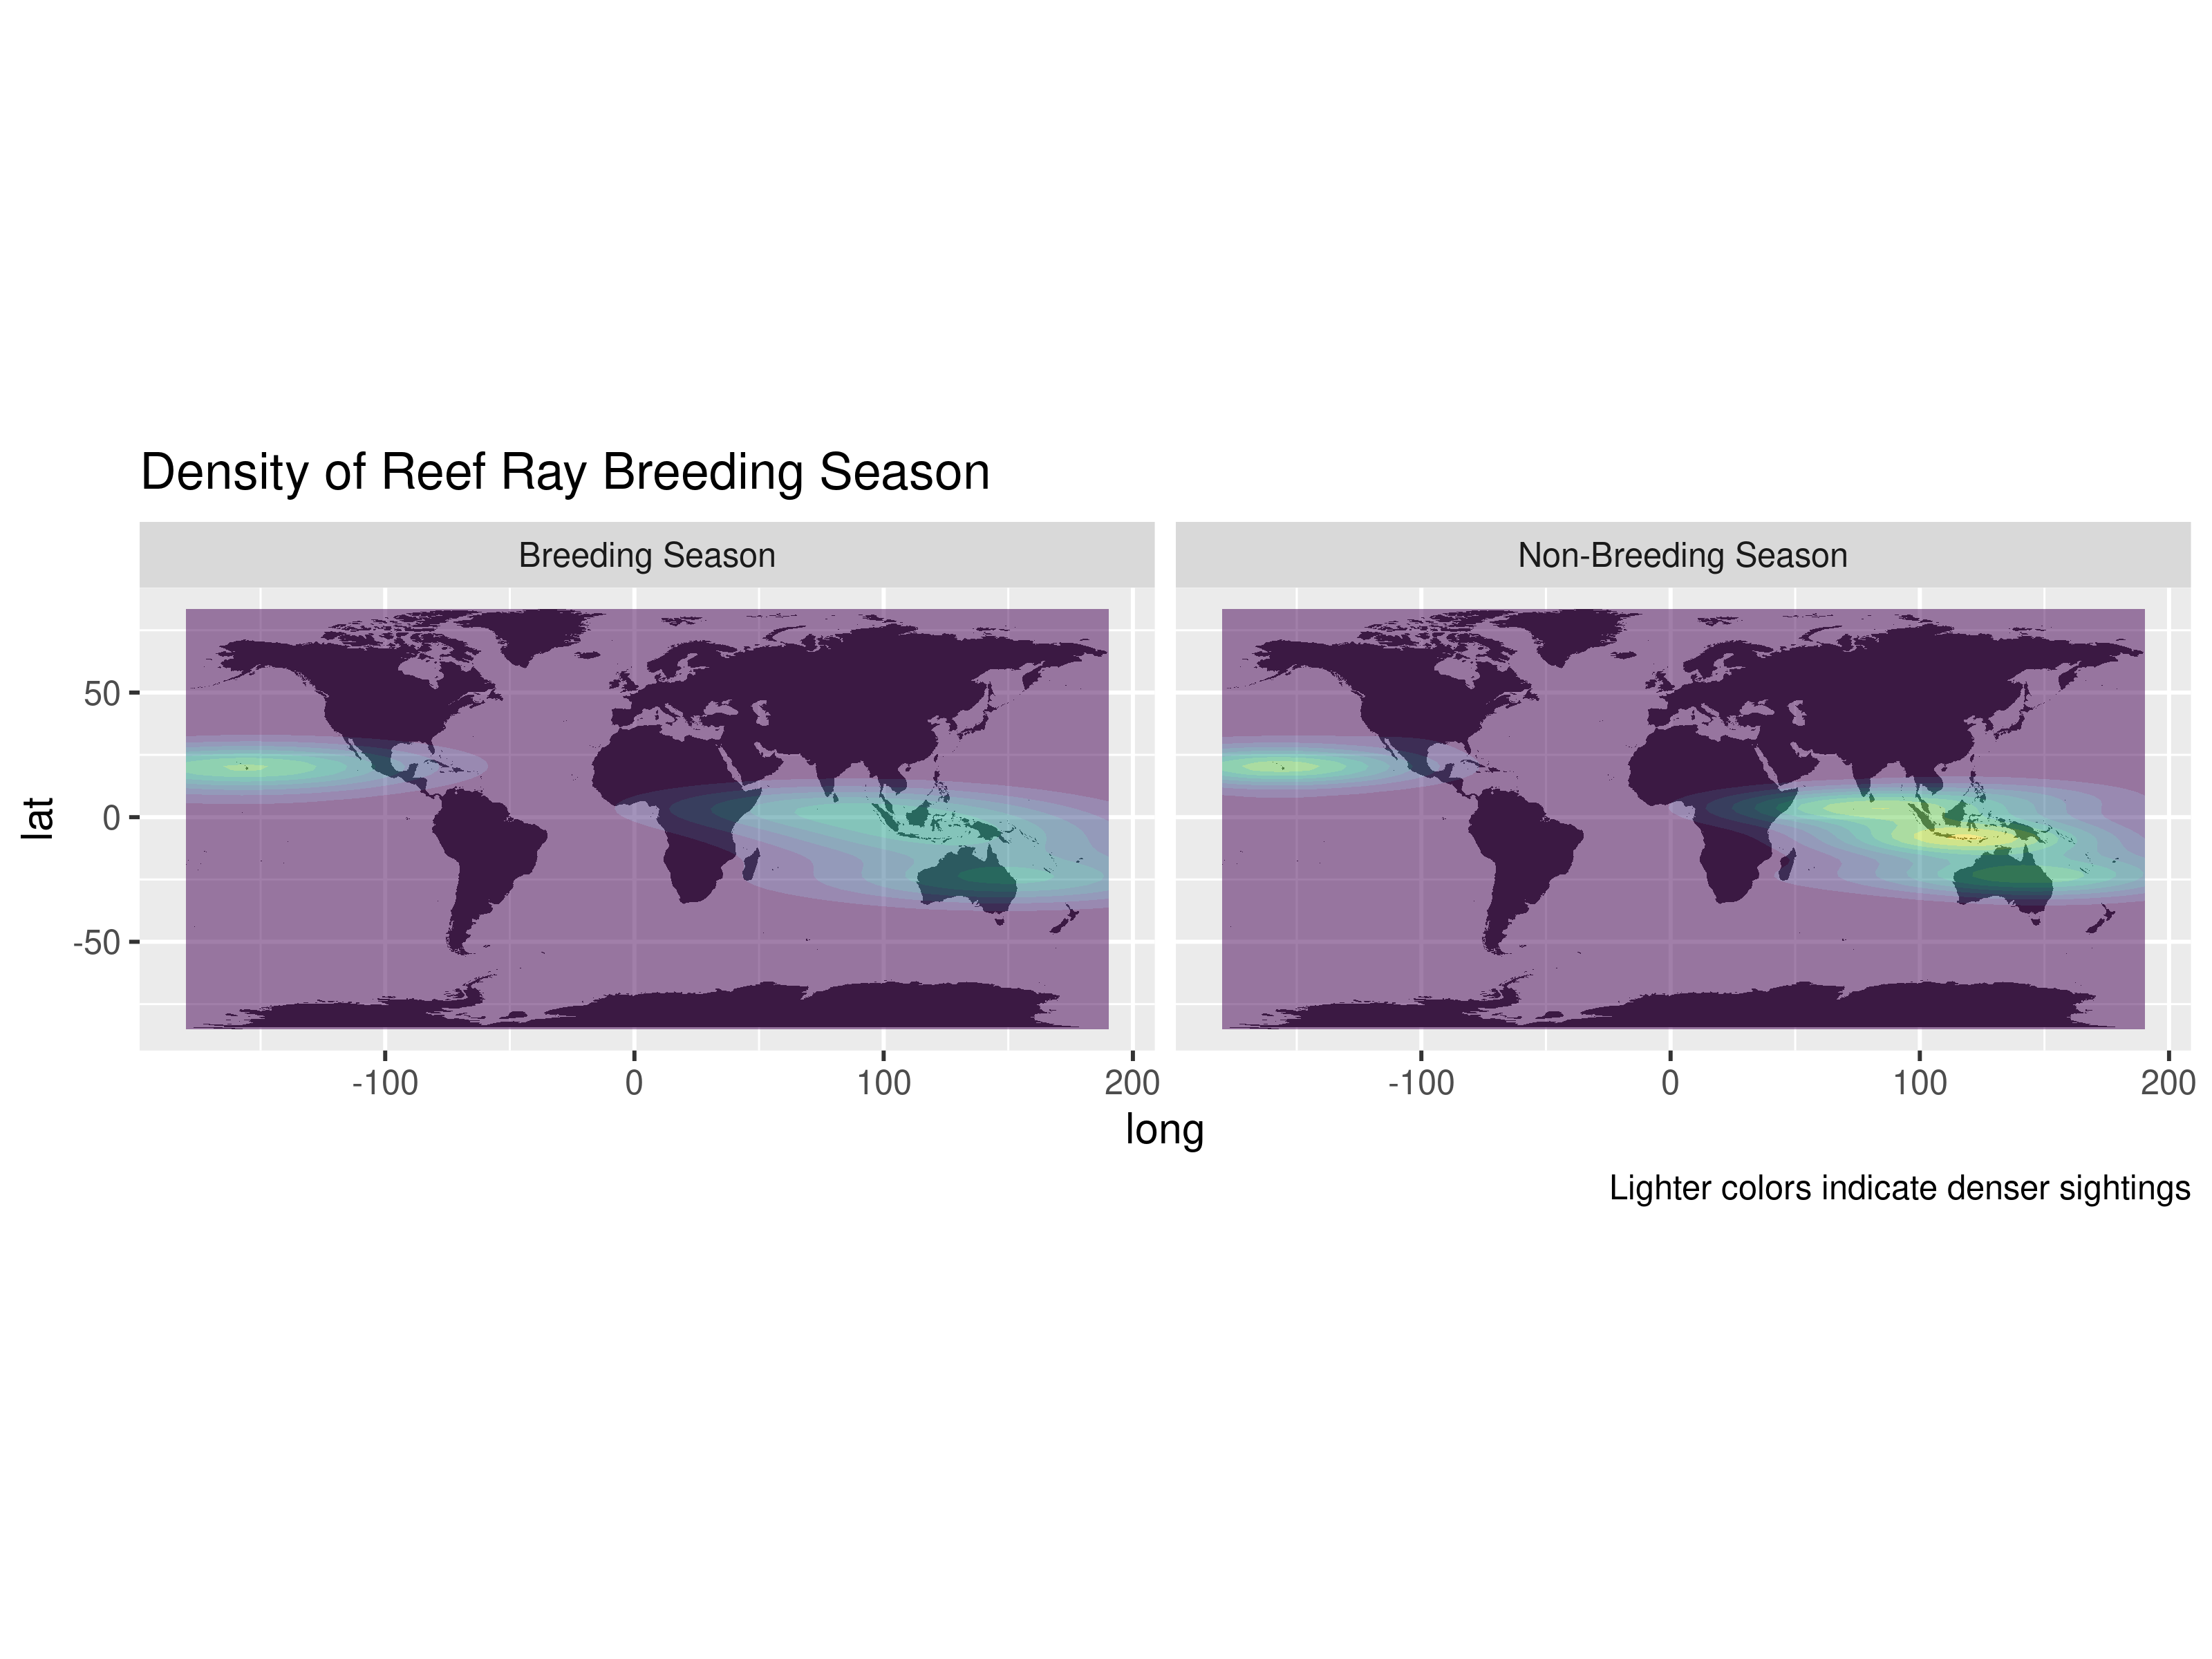 Density of Reef Ray Breeding Season
Breeding Season
Non-Breeding Season
50
0
-50
lat
-100
0
100
200
-100
0
100
200
long
Lighter colors indicate denser sightings